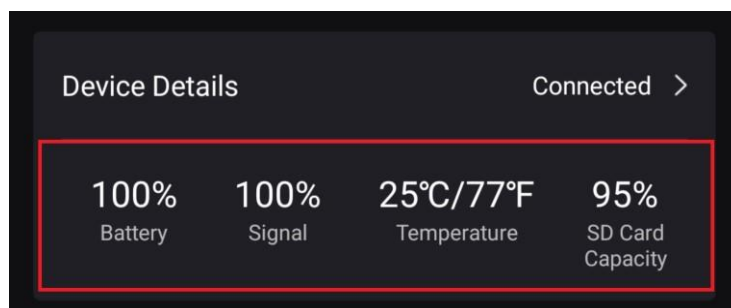 Device Details Connected >
100% 100% 25℃/77℉ 95%
Battery Signal Temperature SD Card
Capacity